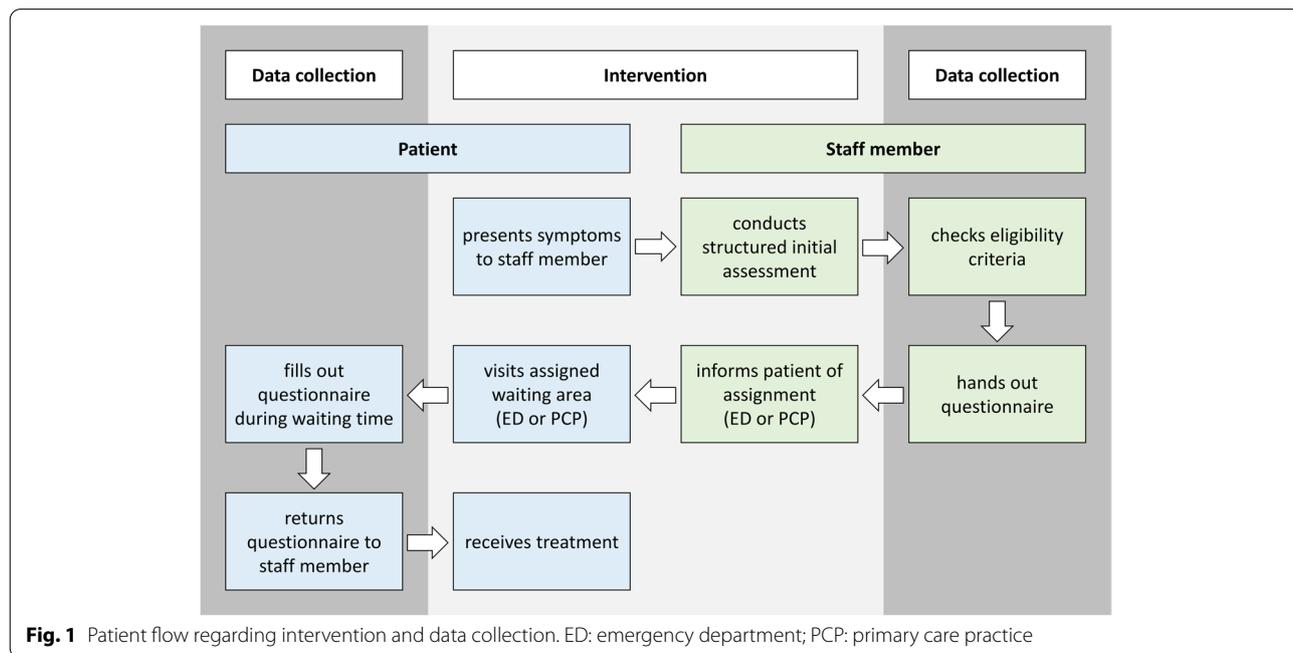 Data collection
Intervention
Data collection
Patient
Staff member
presents symptoms
to staff member
conducts
structured initial
assessment
checks eligibility
criteria
fills out
questionnaire
during waiting time
visits assigned
waiting area
(ED or PCP)
informs patient of
assignment
(ED or PCP)
hands out
questionnaire
returns
questionnaire to
staff member
receives treatment
Fig. 1 Patient flow regarding intervention and data collection. ED: emergency department; PCP: primary care practice